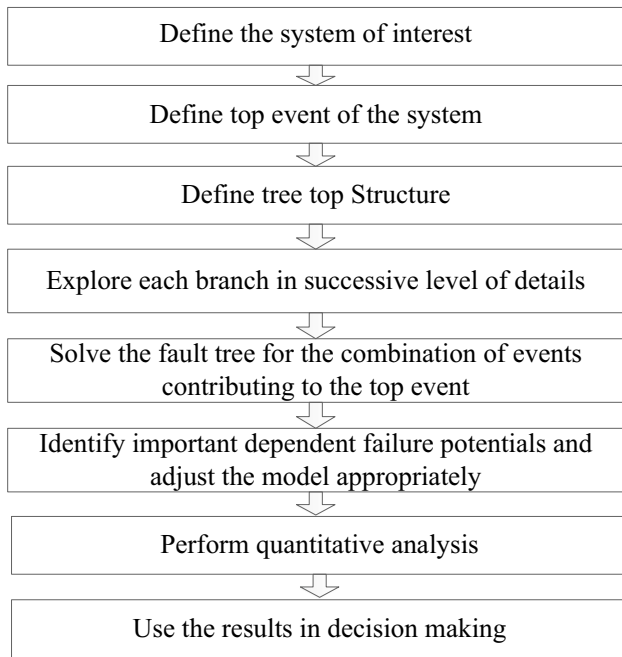 Define the system of interest
Define top event of the system
Define tree top Structure
Explore each branch in successive level of details
Solve the fault tree for the combination of events
contributing to the top event
Identify important dependent failure potentials and
adjust the model appropriately
Perform quantitative analysis
Use the results in decision making